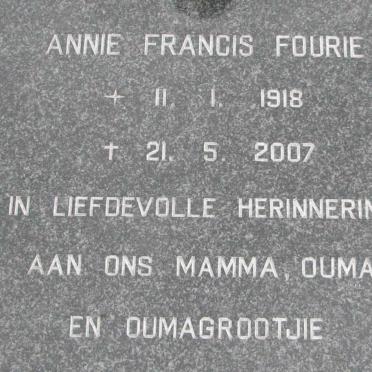 ANNIE FRANCIS FOURIE
+ 11. 1. 1918
† 21. 5. 2007
IN LIEFDEVOLLE HERINNERIN
AAN ONS MAMMA, OUMA
EN OUMAGROOTJIE